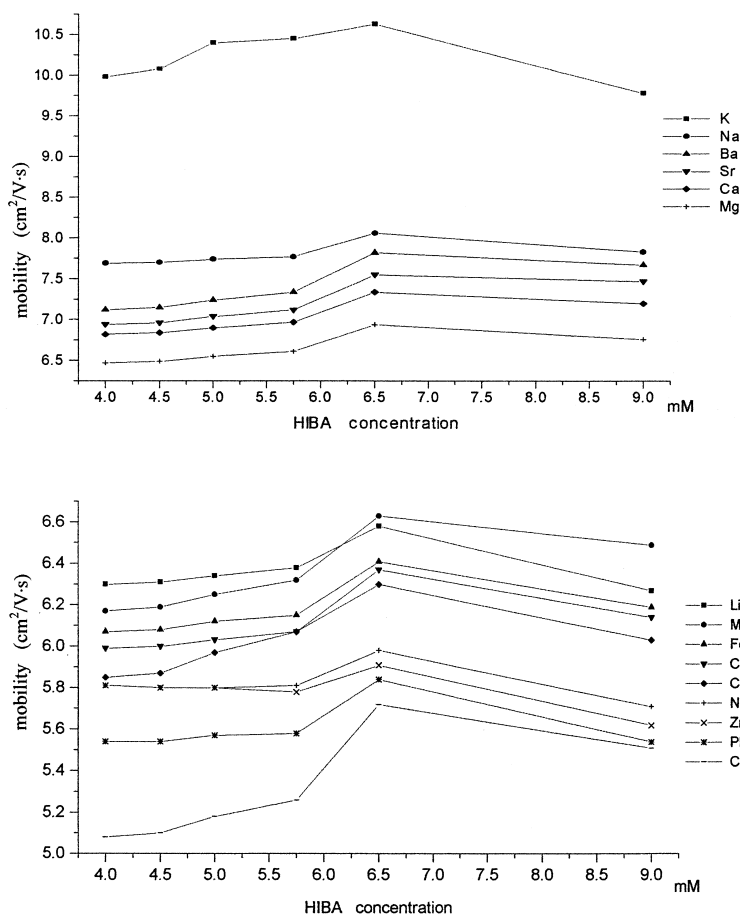 10.5
10.0
9.5
9.0
8.5
8.0
7.5
7.0
6.5
mobility (cm²/V·s)
4.0 4.5 5.0 5.5 6.0 6.5 7.0 7.5 8.0 8.5 9.0
mM
HIBA concentration
K
Na
Ba
Sr
Ca
Mg
6.6
6.4
6.2
6.0
5.8
5.6
5.4
5.2
5.0
mobility (cm²/V·s)
4.0 4.5 5.0 5.5 6.0 6.5 7.0 7.5 8.0 8.5 9.0
mM
HIBA concentration
Li
M
Fe
C
C
N
Zn
P
C